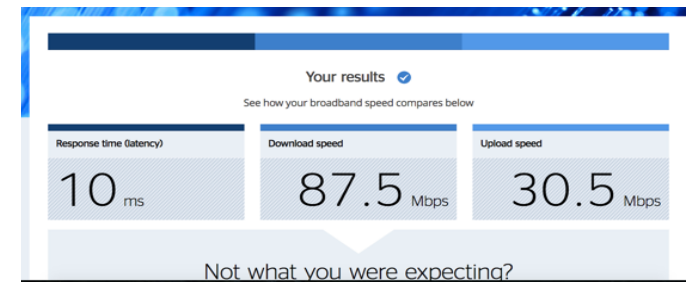 Your results
See how your broadband speed compares below
Response time (latency)
10 ms
Download speed
87.5 Mbps
Upload speed
30.5 Mbps
Not what you were expecting?